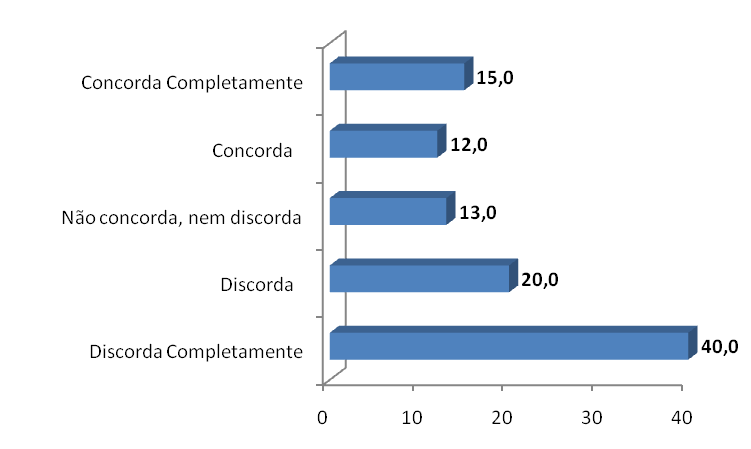 Concorda Completamente 15,0
Concorda 12,0
Não concorda, nem discorda 13,0
Discorda 20,0
Discorda Completamente 40,0
0 10 20 30 40